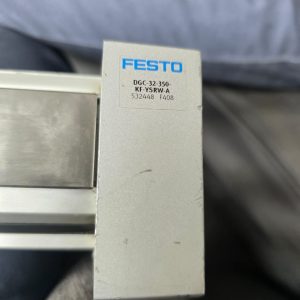 FESTO
DGC-32-350-
KF-YSRW-A
532448 F408